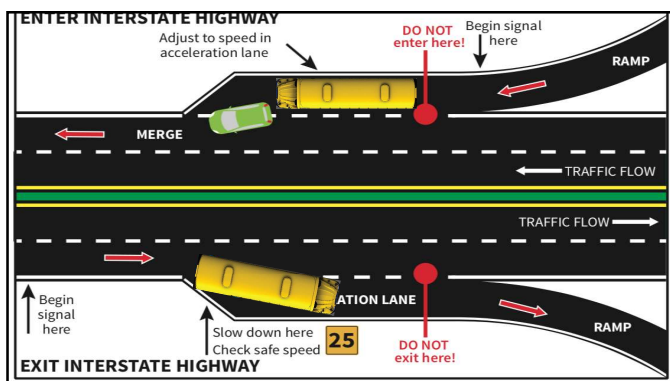 ENTER INTERSTATE HIGHWAY
Adjust to speed in
acceleration lane
DO NOT
enter here!
Begin signal
here
RAMP
MERGE
TRAFFIC FLOW
TRAFFIC FLOW
Begin
signal
here
ATION LANE
Slow down here
Check safe speed
25
DO NOT
exit here!
RAMP
EXIT INTERSTATE HIGHWAY